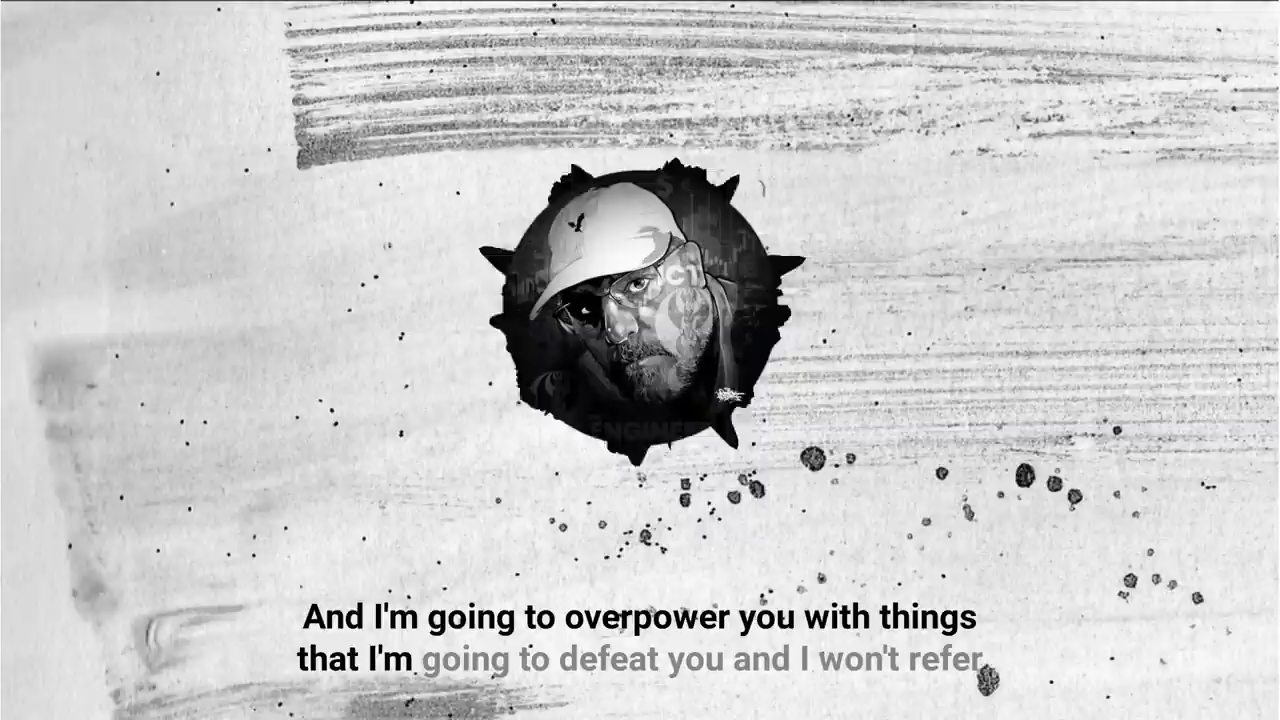 And I'm going to overpower you with things
that I'm going to defeat you and I won't refer